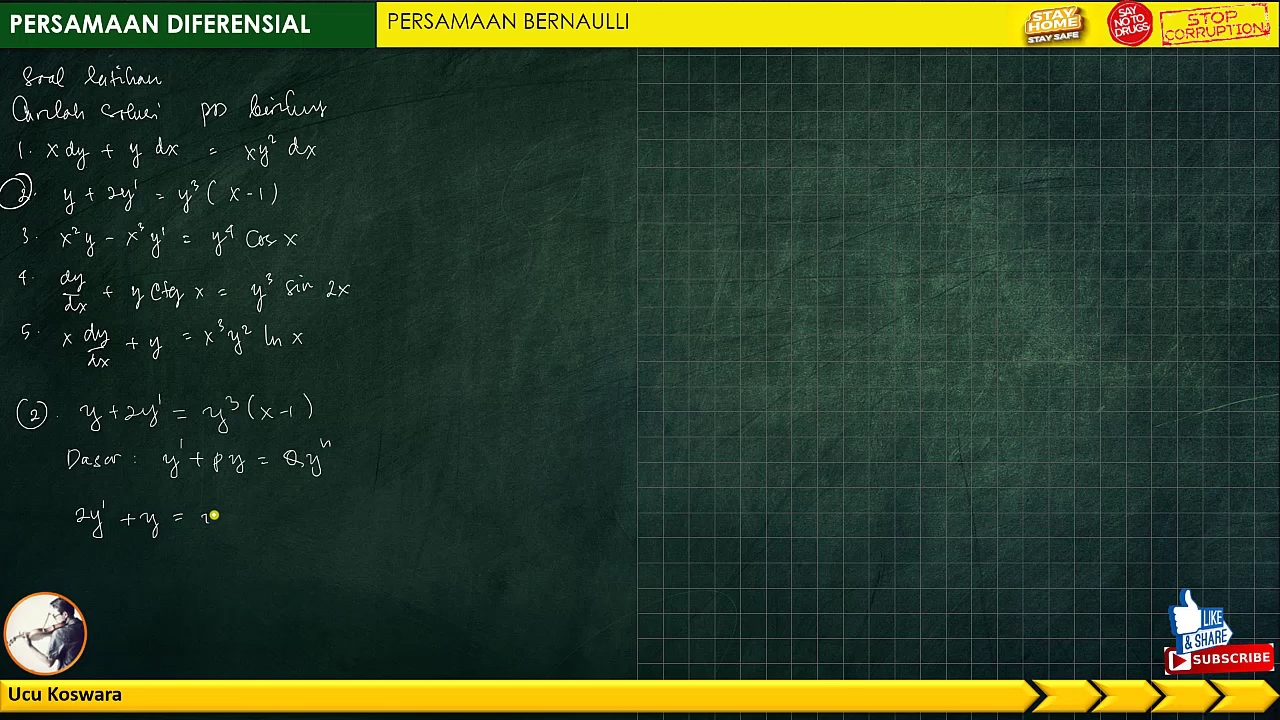 PERSAMAAN DIFERENSIAL
PERSAMAAN BERNAULLI
STAY HOME
STAY SAFE
SAY NO TO DRUGS
STOP CORRUPTION
Soal latihan
Carilah solusi PD berikut
1. x dy + y dx = xy² dx
2. y + 2y' = y³ (x-1)
3. x²y - x³y' = y⁴ Cos x
4. dy/dx + y Ctg x = y³ sin 2x
5. x dy/dx + y = x³y² ln x
(2). y + 2y' = y³ (x-1)
Dasar : y' + py = Qyⁿ
2y' + y =
LIKE & SHARE
SUBSCRIBE
Ucu Koswara